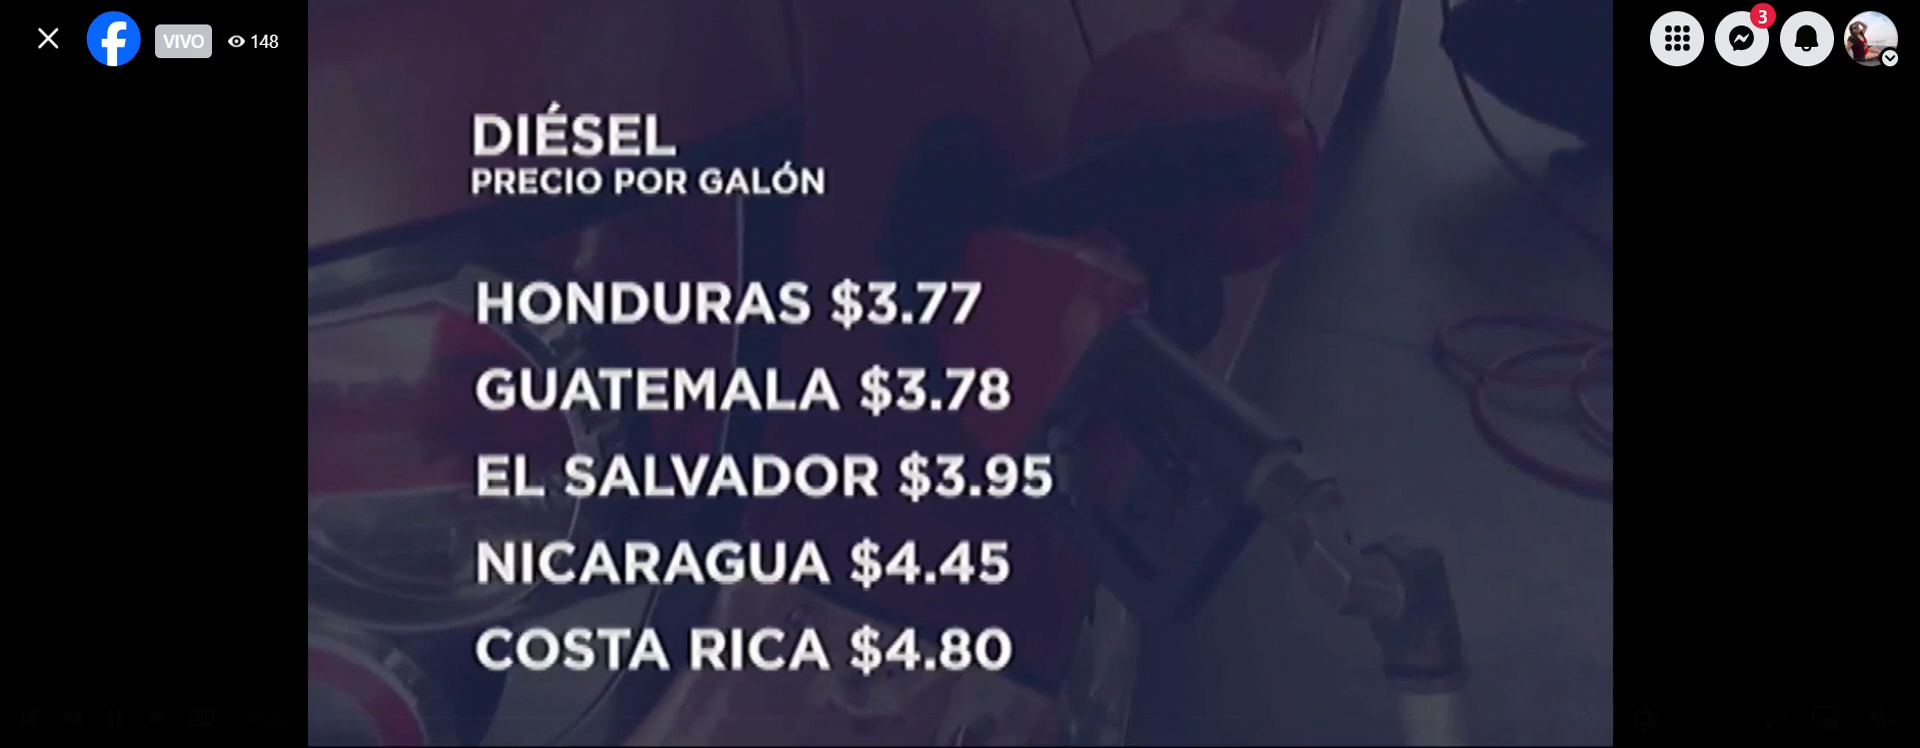 VIVO 148
3
DIÉSEL
PRECIO POR GALÓN
HONDURAS $3.77
GUATEMALA $3.78
EL SALVADOR $3.95
NICARAGUA $4.45
COSTA RICA $4.80